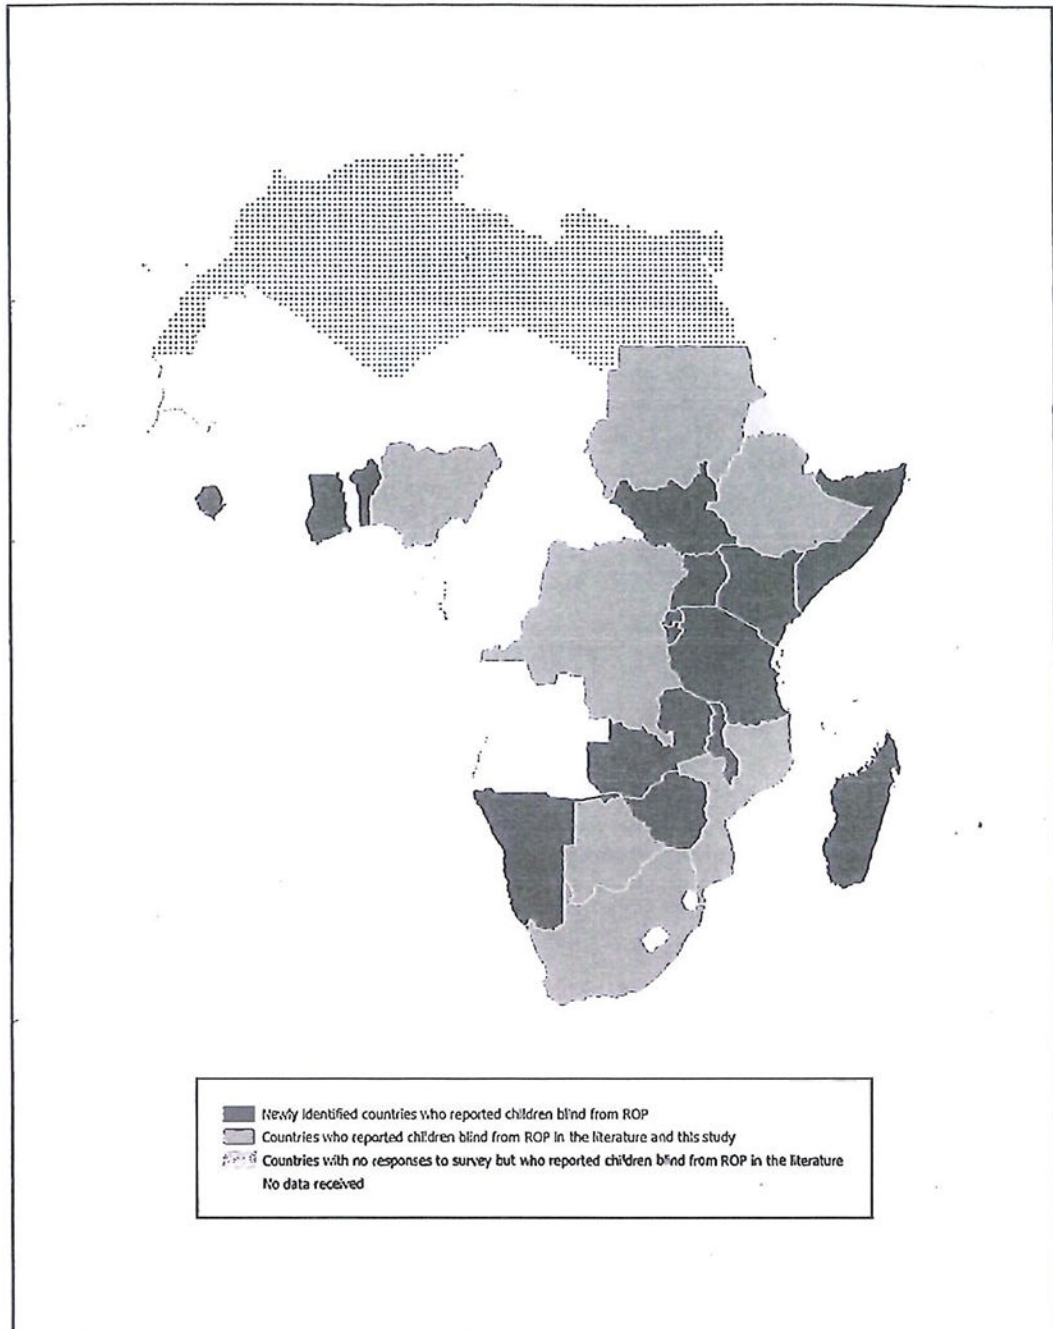 Newly identified countries who reported children blind from ROP
Countries who reported children blind from ROP in the literature and this study
Countries with no responses to survey but who reported children blind from ROP in the literature
No data received